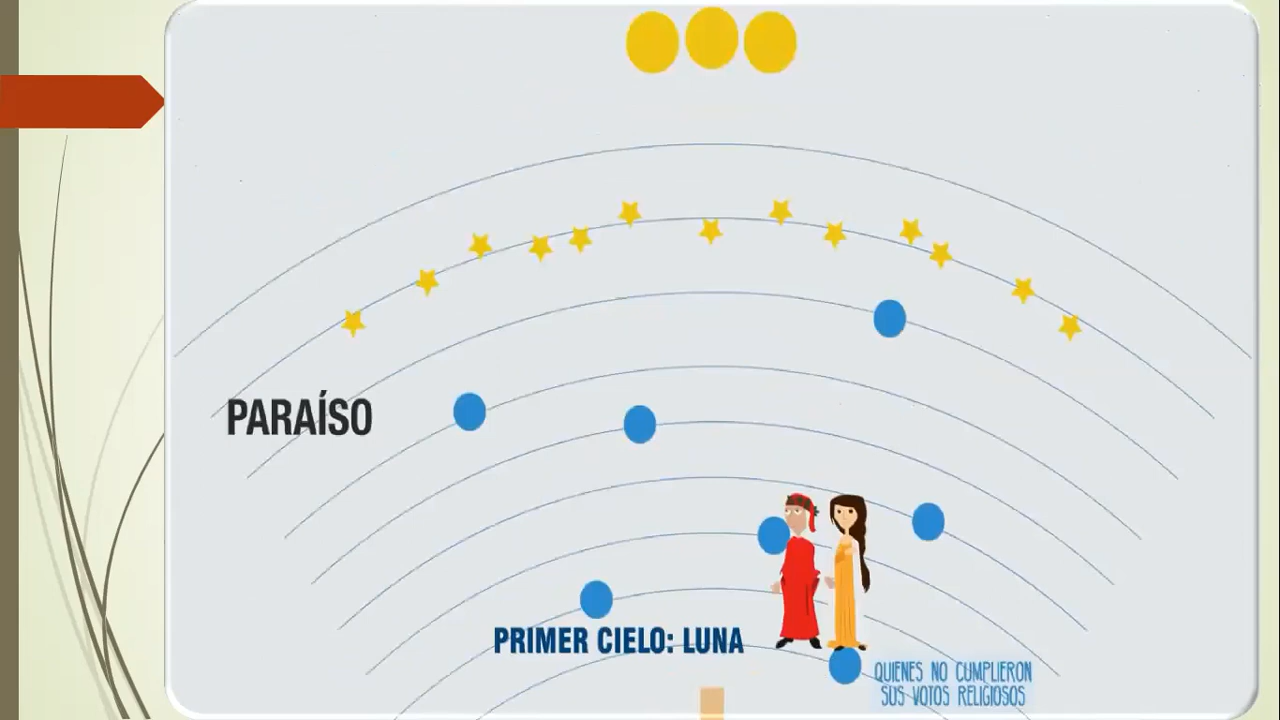 PARAÍSO
PRIMER CIELO: LUNA
QUIENES NO CUMPLIERON
SUS VOTOS RELIGIOSOS